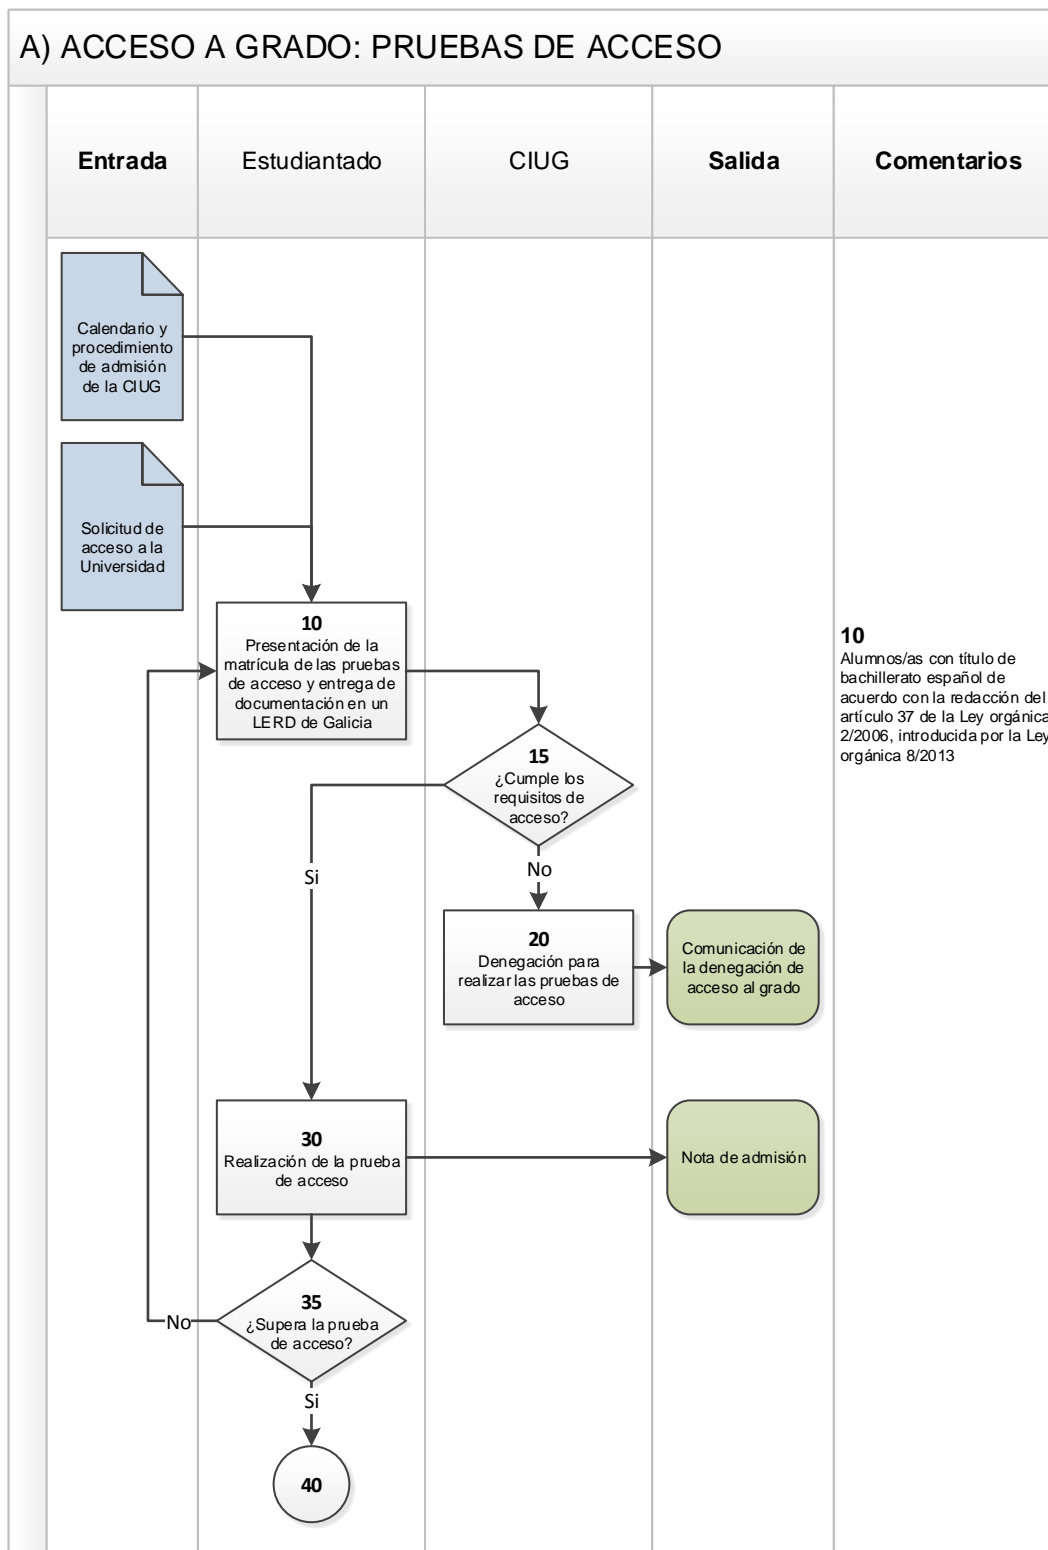 A) ACCESO A GRADO: PRUEBAS DE ACCESO
Entrada
Estudiantado
CIUG
Salida
Comentarios
Calendario y
procedimiento
de admisión
de la CIUG
Solicitud de
acceso a la
Universidad
10
Presentación de la
matrícula de las pruebas
de acceso y entrega de
documentación en un
LERD de Galicia
10
Alumnos/as con título de
bachillerato español de
acuerdo con la redacción del
artículo 37 de la Ley orgánica
2/2006, introducida por la Ley
orgánica 8/2013
15
¿Cumple los
requisitos de
acceso?
Si
No
20
Denegación para
realizar las pruebas de
acceso
Comunicación de
la denegación de
acceso al grado
30
Realización de la prueba
de acceso
Nota de admisión
35
¿Supera la prueba
de acceso?
No
Si
40